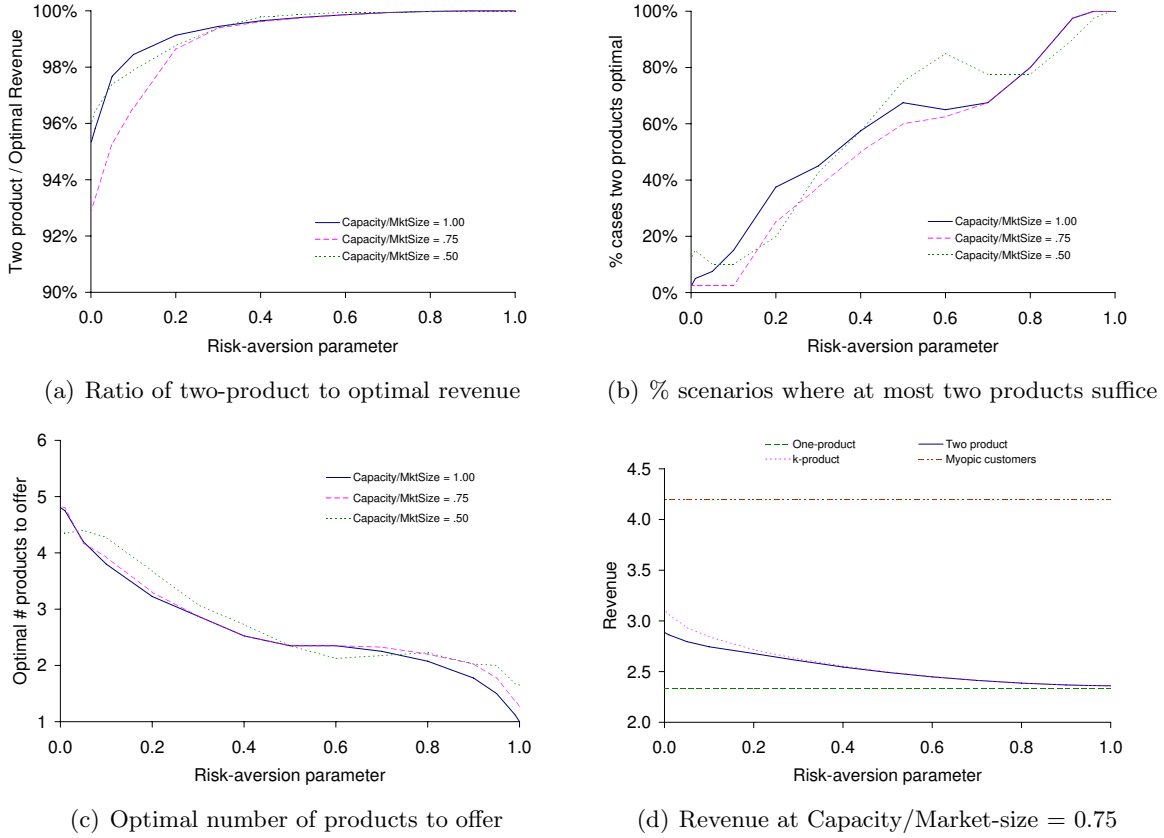 100%
98%
96%
94%
92%
90%
Two product / Optimal Revenue
Capacity/MktSize = 1.00
Capacity/MktSize = .75
Capacity/MktSize = .50
0.0 0.2 0.4 0.6 0.8 1.0
Risk-aversion parameter
(a) Ratio of two-product to optimal revenue
100%
80%
60%
40%
20%
0%
% cases two products optimal
Capacity/MktSize = 1.00
Capacity/MktSize = .75
Capacity/MktSize = .50
0.0 0.2 0.4 0.6 0.8 1.0
Risk-aversion parameter
(b) % scenarios where at most two products suffice
6
5
4
3
2
1
Optimal # products to offer
Capacity/MktSize = 1.00
Capacity/MktSize = .75
Capacity/MktSize = .50
0.0 0.2 0.4 0.6 0.8 1.0
Risk-aversion parameter
(c) Optimal number of products to offer
One-product Two product
k-product Myopic customers
4.5
4.0
3.5
3.0
2.5
2.0
Revenue
0.0 0.2 0.4 0.6 0.8 1.0
Risk-aversion parameter
(d) Revenue at Capacity/Market-size = 0.75